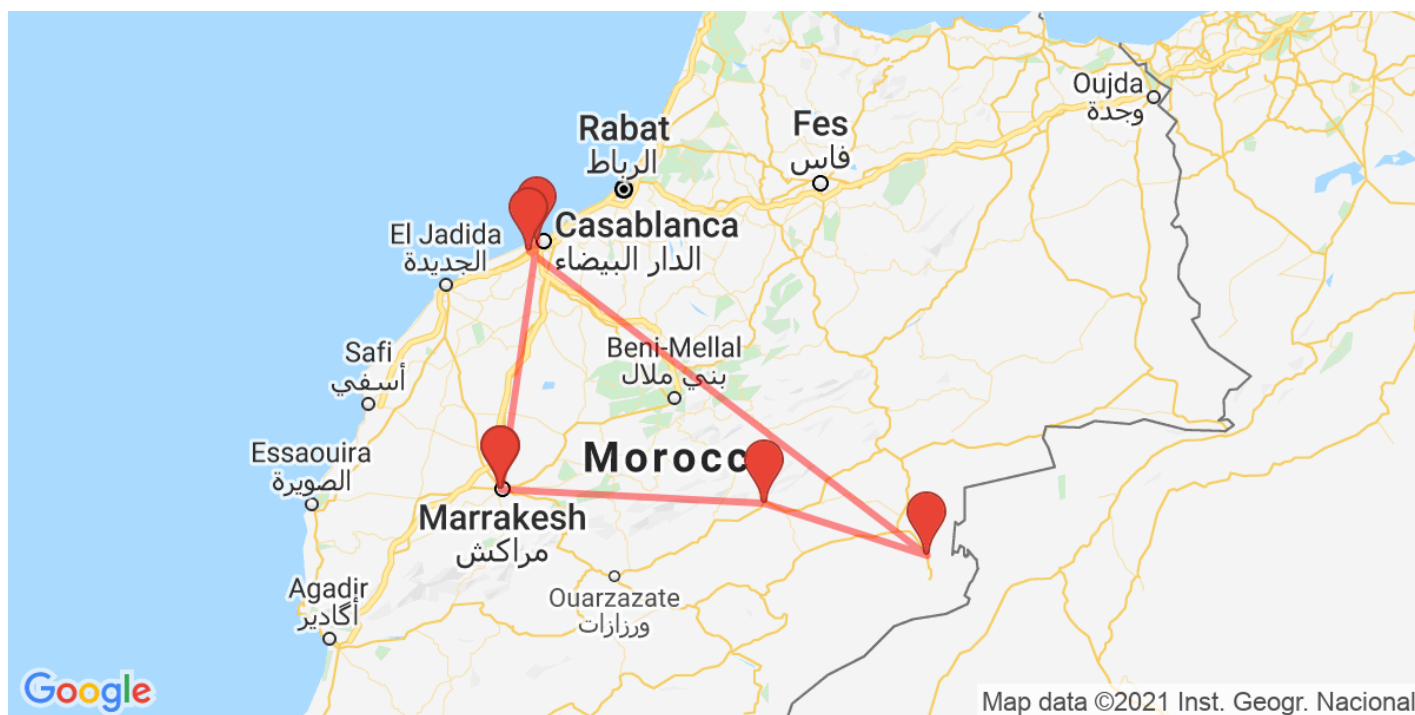 Oujda
وجدة
Fes
فاس
Rabat
الرباط
Casablanca
الدار البيضاء
El Jadida
الجديدة
Beni-Mellal
بني ملال
Safi
أسفي
Essaouira
الصويرة
Morocc
Marrakesh
مراكش
Ouarzazate
ورزازات
Agadir
أكادير
Google
Map data ©2021 Inst. Geogr. Nacional